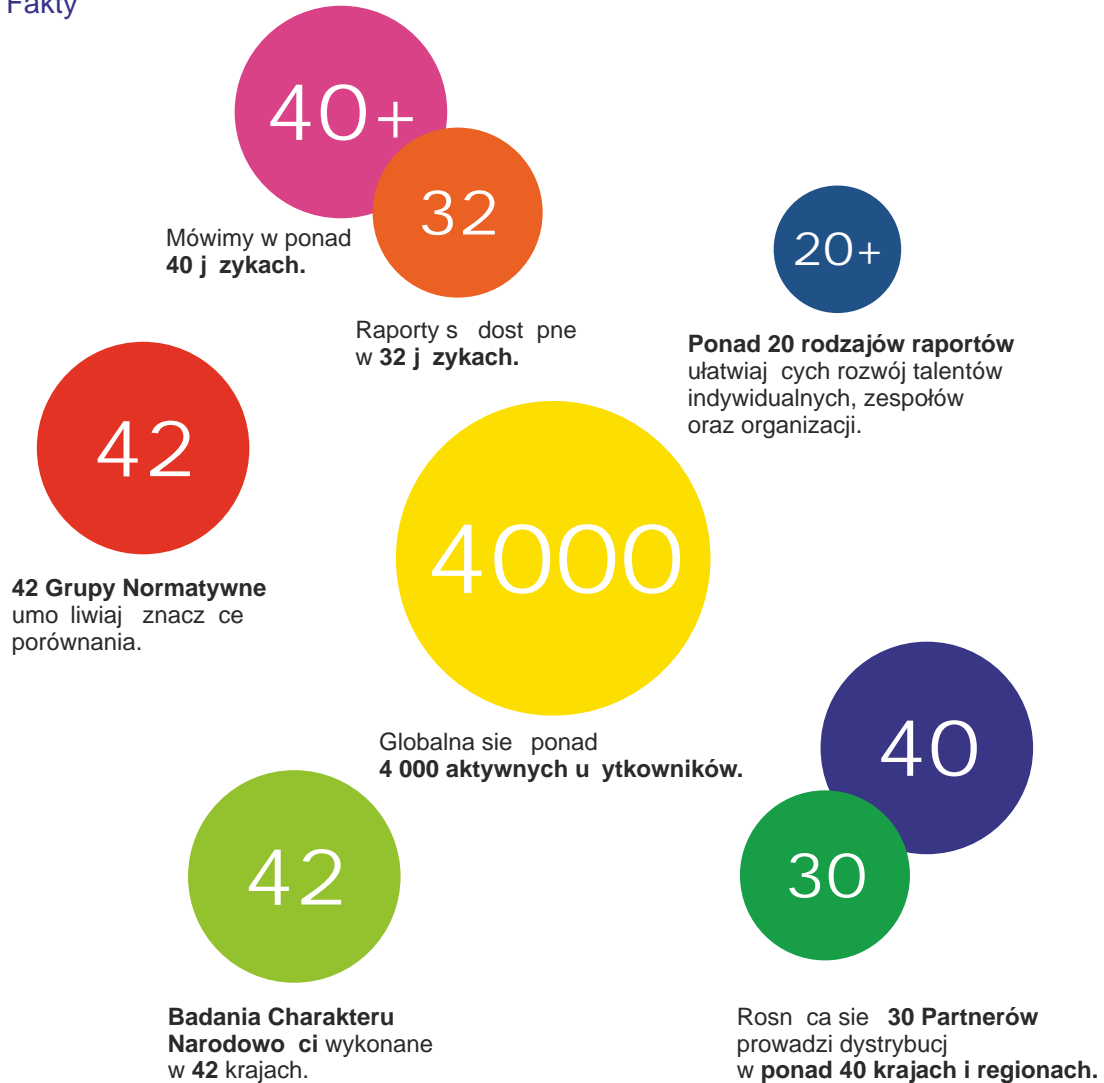 Fakty
40+
32
Mówimy w ponad
40 j zykach.
20+
Raporty s dost pne
w 32 j zykach.
Ponad 20 rodzajów raportów
ułatwiaj cych rozwój talentów
indywidualnych, zespołów
oraz organizacji.
42
4000
42 Grupy Normatywne
umo liwiaj znacz ce
porównania.
Globalna sie ponad
4 000 aktywnych u ytkowników.
40
42
30
Badania Charakteru
Narodowo ci wykonane
w 42 krajach.
Rosn ca sie 30 Partnerów
prowadzi dystrybucj
w ponad 40 krajach i regionach.